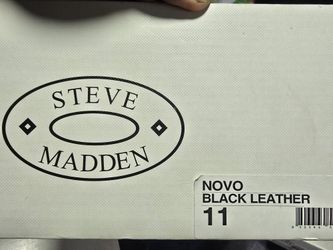 STEVE
MADDEN
NOVO
BLACK LEATHER
11